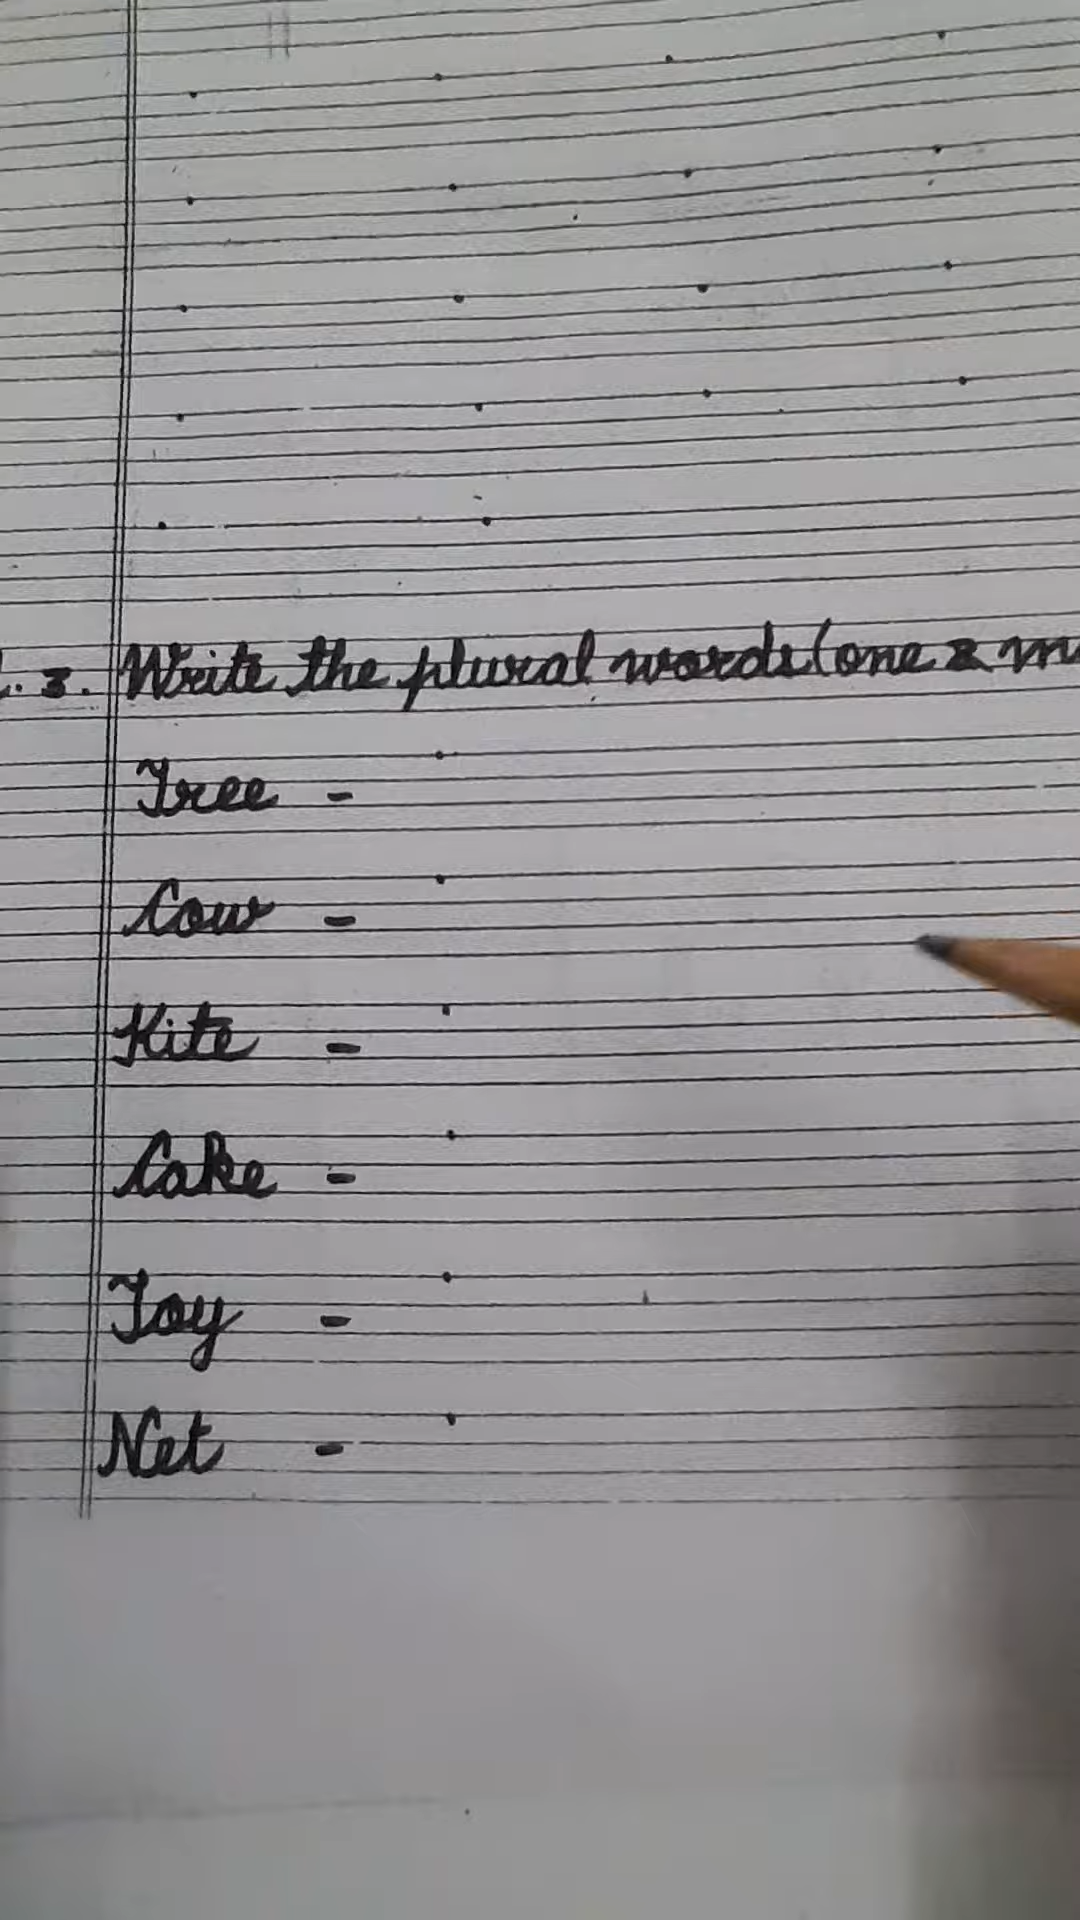 3. Write the plural words (one & m
Tree -
Cow -
Kite -
Cake -
Toy -
Net -